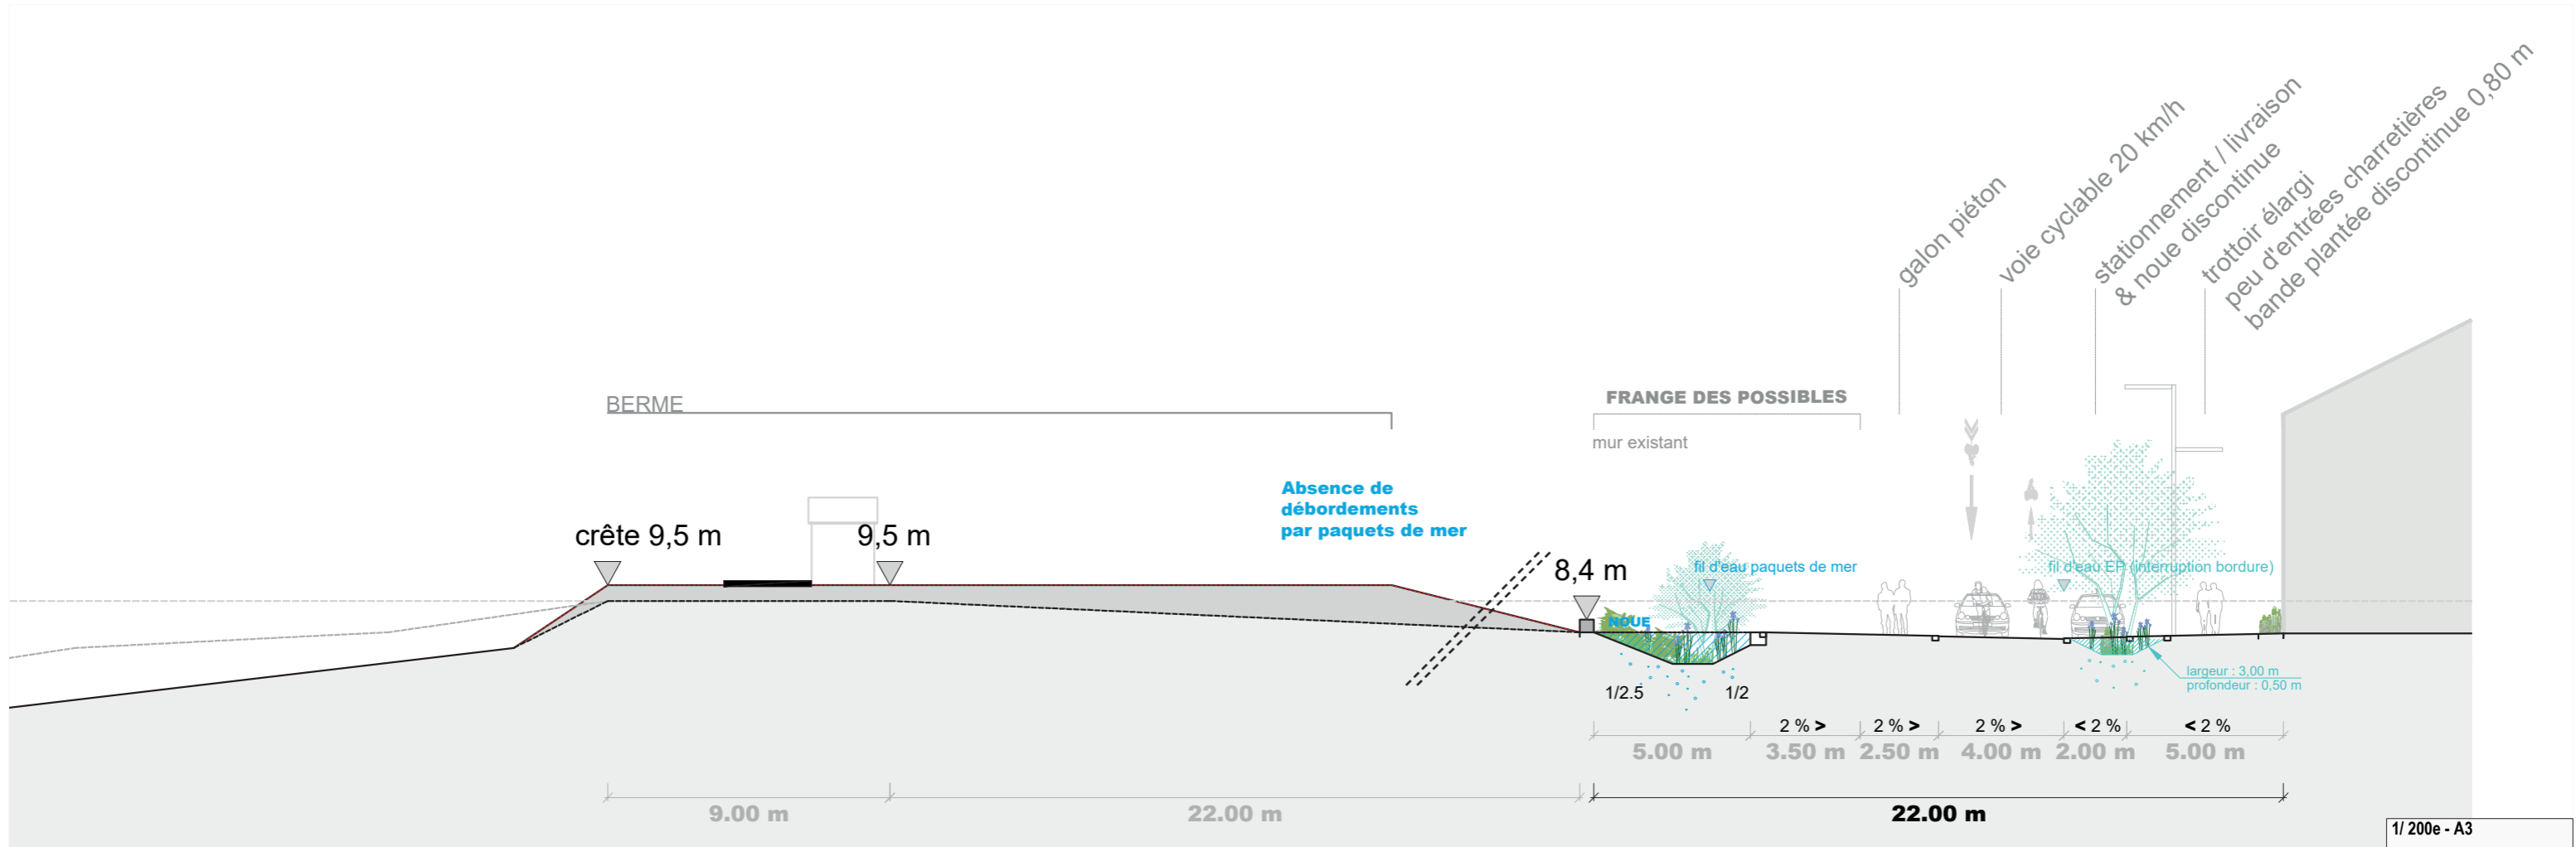 galon piéton
voie cyclable 20 km/h
stationnement / livraison
& noue discontinue
trottoir élargi
peu d'entrées charretières
bande plantée discontinue 0,80 m
BERME
FRANGE DES POSSIBLES
mur existant
Absence de
débordements
par paquets de mer
crête 9,5 m
9,5 m
8,4 m
fil d'eau paquets de mer
fil d'eau EP (interruption bordure)
NOUE
largeur : 3,00 m
profondeur : 0,50 m
1/2.5
1/2
2 % >
2 % >
2 % >
< 2 %
< 2 %
5.00 m
3.50 m
2.50 m
4.00 m
2.00 m
5.00 m
9.00 m
22.00 m
22.00 m
1/ 200e - A3